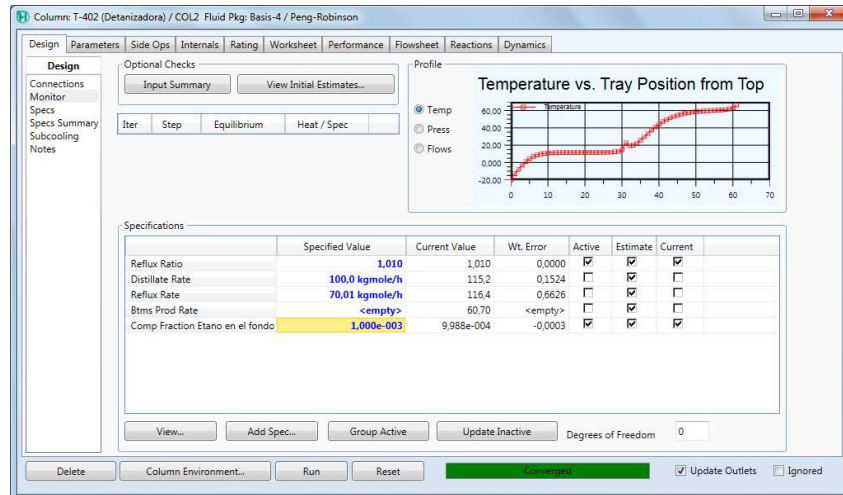 Column: T-402 (Detanizadora) / COL2 Fluid Pkg: Basis-4 / Peng-Robinson
Design Parameters Side Ops Internals Rating Worksheet Performance Flowsheet Reactions Dynamics
Design
Connections
Monitor
Specs
Specs Summary
Subcooling
Notes
Optional Checks
Input Summary View Initial Estimates...
Iter Step Equilibrium Heat / Spec
Profile
Temp
Press
Flows
Temperature vs. Tray Position from Top
Temperature
60,00
40,00
20,00
0,000
-20,00
0 10 20 30 40 50 60 70
Specifications
Specified Value Current Value Wt. Error Active Estimate Current
Reflux Ratio 1,010 1,010 0,0000
Distillate Rate 100,0 kgmole/h 115,2 0,1524
Reflux Rate 70,01 kgmole/h 116,4 0,6626
Btms Prod Rate <empty> 60,70 <empty>
Comp Fraction Etano en el fondo 1,000e-003 9,988e-004 -0,0003
View... Add Spec... Group Active Update Inactive Degrees of Freedom 0
Delete Column Environment... Run Reset Converged Update Outlets Ignored